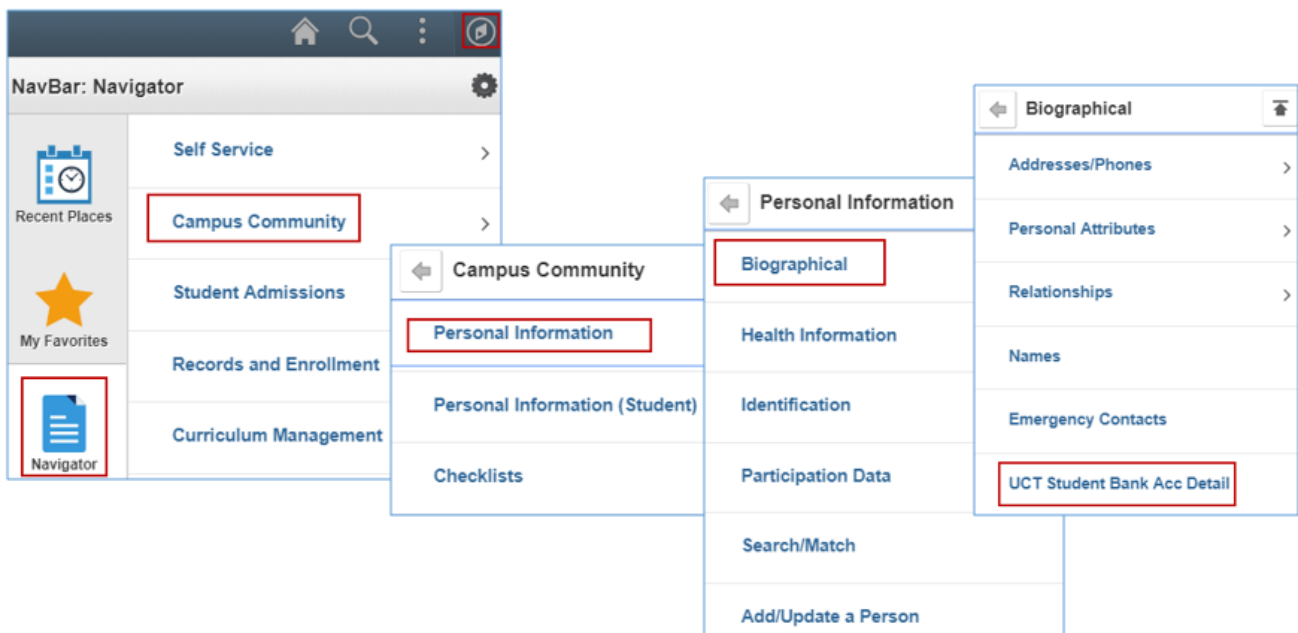 NavBar: Navigator
Recent Places
My Favorites
Navigator
Self Service
Campus Community
Student Admissions
Records and Enrollment
Curriculum Management
Campus Community
Personal Information
Personal Information (Student)
Checklists
Personal Information
Biographical
Health Information
Identification
Participation Data
Search/Match
Add/Update a Person
Biographical
Addresses/Phones
Personal Attributes
Relationships
Names
Emergency Contacts
UCT Student Bank Acc Detail